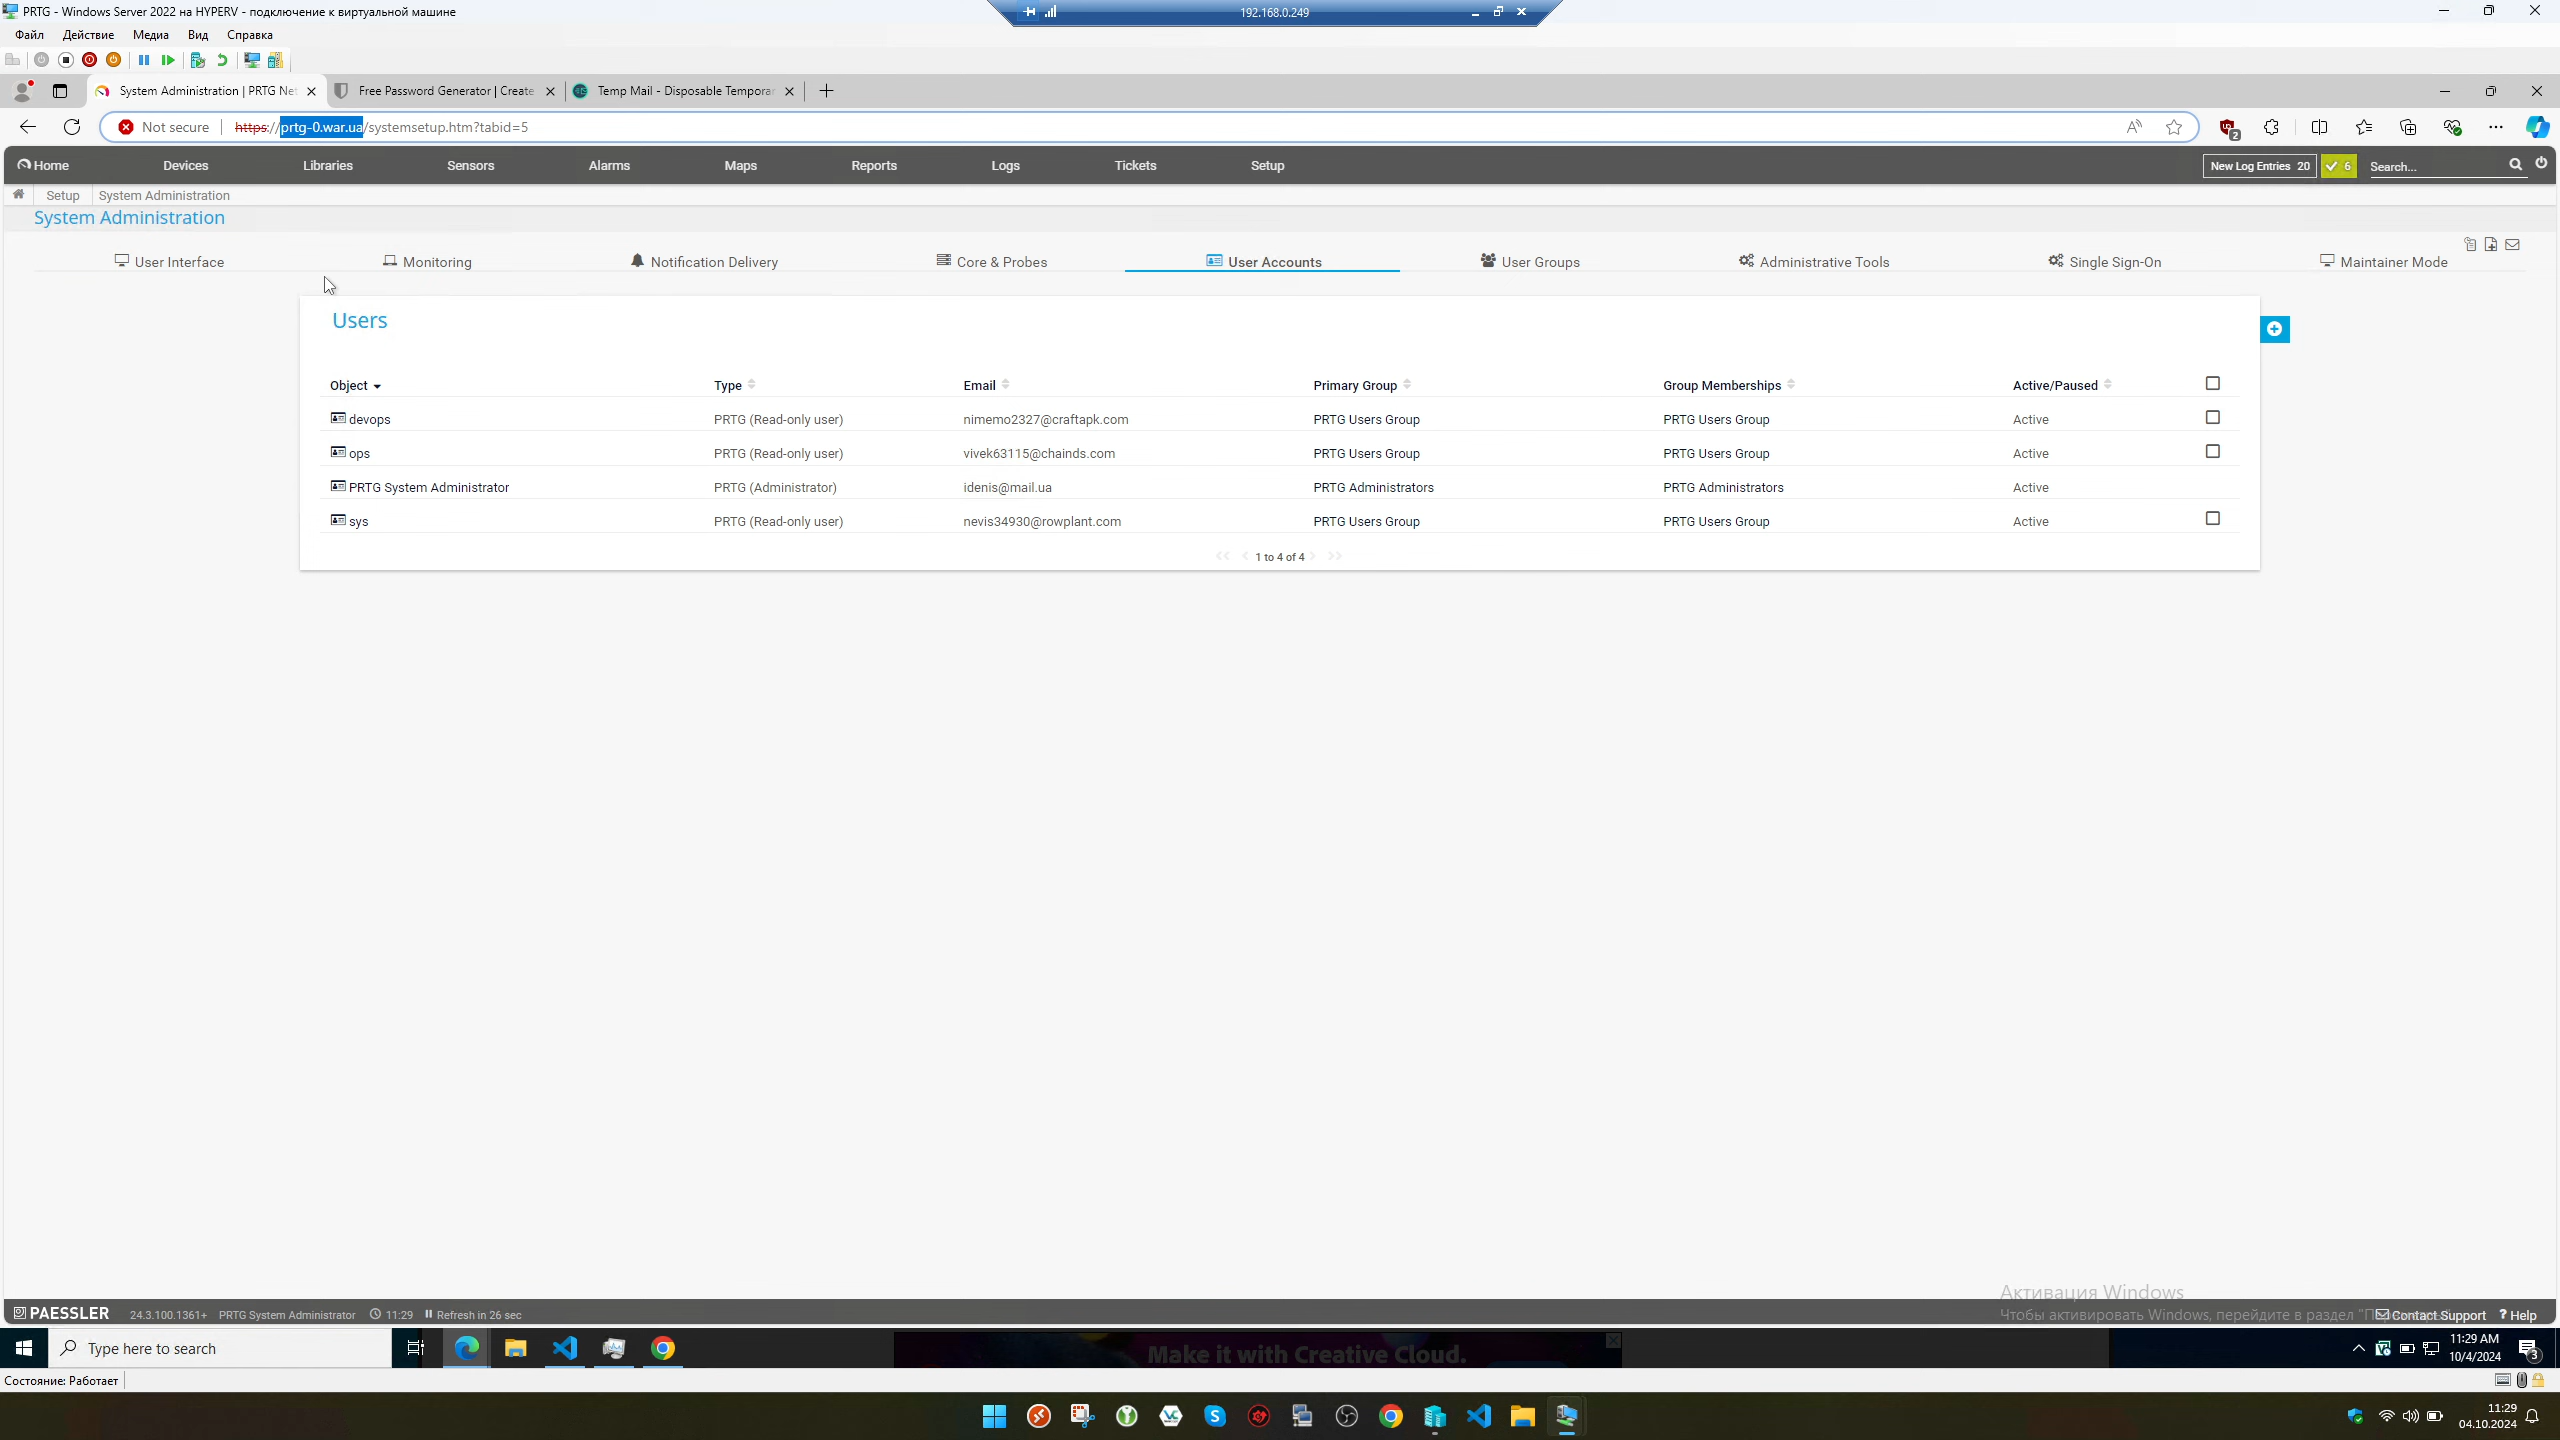 PRTG - Windows Server 2022 на HYPERV - подключение к виртуальной машине
192.168.0.249
Файл Действие Медиа Вид Справка
System Administration | PRTG Net
Free Password Generator | Create
Temp Mail - Disposable Temporar
Not secure
https://prtg-0.war.ua/systemsetup.htm?tabid=5
2
Home Devices Libraries Sensors Alarms Maps Reports Logs Tickets Setup
New Log Entries 20 6 Search...
Setup System Administration
System Administration
User Interface Monitoring Notification Delivery Core & Probes User Accounts User Groups Administrative Tools Single Sign-On Maintainer Mode
Users
Object Type Email Primary Group Group Memberships Active/Paused
devops PRTG (Read-only user) nimemo2327@craftapk.com PRTG Users Group PRTG Users Group Active
ops PRTG (Read-only user) vivek63115@chainds.com PRTG Users Group PRTG Users Group Active
PRTG System Administrator PRTG (Administrator) idenis@mail.ua PRTG Administrators PRTG Administrators Active
sys PRTG (Read-only user) nevis34930@rowplant.com PRTG Users Group PRTG Users Group Active
<< < 1 to 4 of 4 > >>
Активация Windows
Чтобы активировать Windows, перейдите в раздел
PAESSLER 24.3.100.1361+ PRTG System Administrator 11:29 Refresh in 26 sec
Contact Support ? Help
Type here to search
Make it with Creative Cloud.
11:29 AM
10/4/2024
3
Состояние: Работает
11:29
04.10.2024